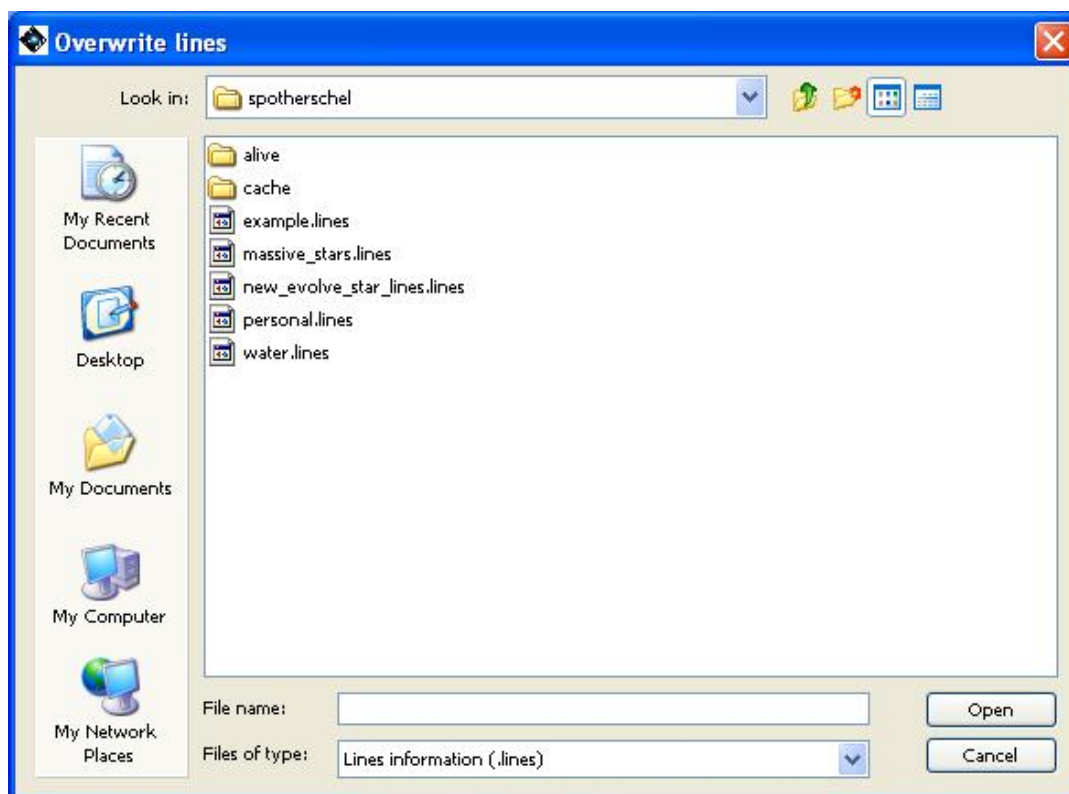 Overwrite lines
Look in:
spotherschel
My Recent
Documents
Desktop
My Documents
My Computer
My Network
Places
alive
cache
example.lines
massive_stars.lines
new_evolve_star_lines.lines
personal.lines
water.lines
File name:
Open
Files of type:
Lines information (.lines)
Cancel